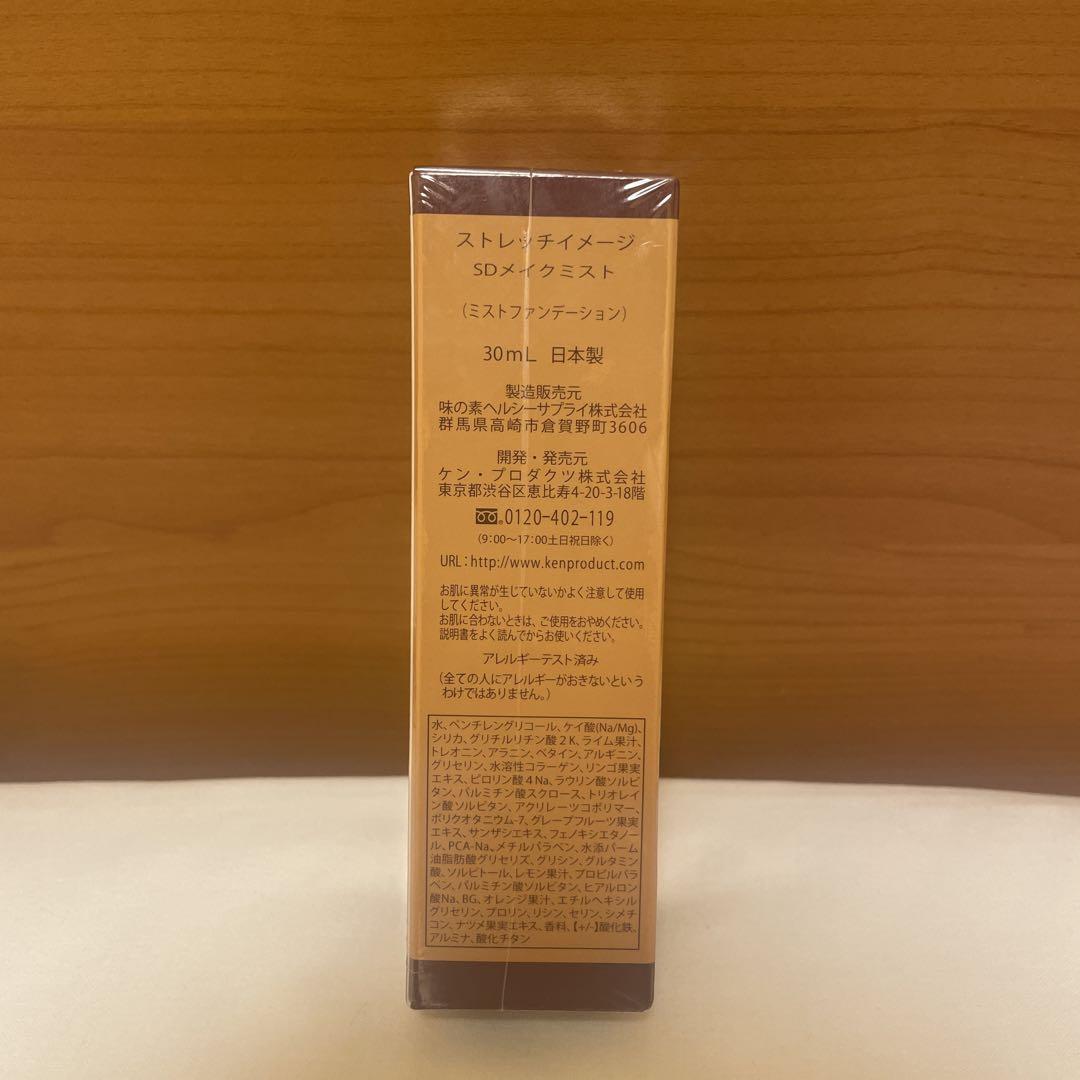 ストレッチイメージ
SDメイクミスト
(ミストファンデーション)
30mL 日本製
製造販売元
味の素ヘルシーサプライ株式会社
群馬県高崎市倉賀野町3606
開発・発売元
ケン・プロダクツ株式会社
東京都渋谷区恵比寿4-20-3-18階
0120-402-119
(9:00〜17:00土日祝日除く)
URL:http://www.kenproduct.com
お肌に異常が生じていないかよく注意して使用
してください。
お肌に合わないときは、ご使用をおやめください。
説明書をよく読んでからお使いください。
アレルギーテスト済み
(全ての人にアレルギーがおきないという
わけではありません。)
水、ペンチレングリコール、ケイ酸(Na/Mg)、
シリカ、グリチルリチン酸2K、ライム果汁、
トレオニン、アラニン、ベタイン、アルギニン、
グリセリン、水溶性コラーゲン、リンゴ果実
エキス、ピロリン酸4Na、ラウリン酸ソルビ
タン、パルミチン酸スクロース、トリオレイ
ン酸ソルビタン、アクリレーツコポリマー、
ポリクオタニウム-7、グレープフルーツ果実
エキス、サンザシエキス、フェノキシエタノー
ル、PCA-Na、メチルパラベン、水添パーム
油脂肪酸グリセリズ、グリシン、グルタミン
酸、ソルビトール、レモン果汁、プロピルパラ
ベン、パルミチン酸ソルビタン、ヒアルロン
酸Na、BG、オレンジ果汁、エチルヘキシル
グリセリン、プロリン、リシン、セリン、シメチ
コン、ナツメ果実エキス、香料、【+/-】酸化鉄、
アルミナ、酸化チタン